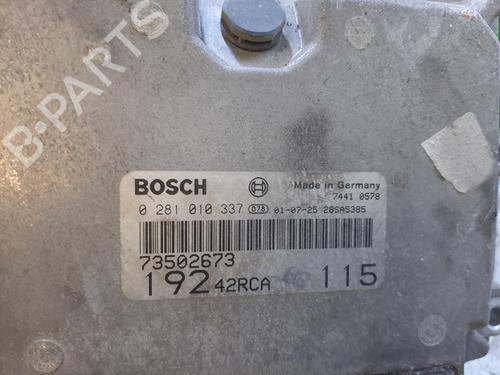 B-PARTS
BOSCH Made in Germany
7441 0578
0 281 010 337 078 01-07-25 28SA5385
73502673
192 42RCA 115